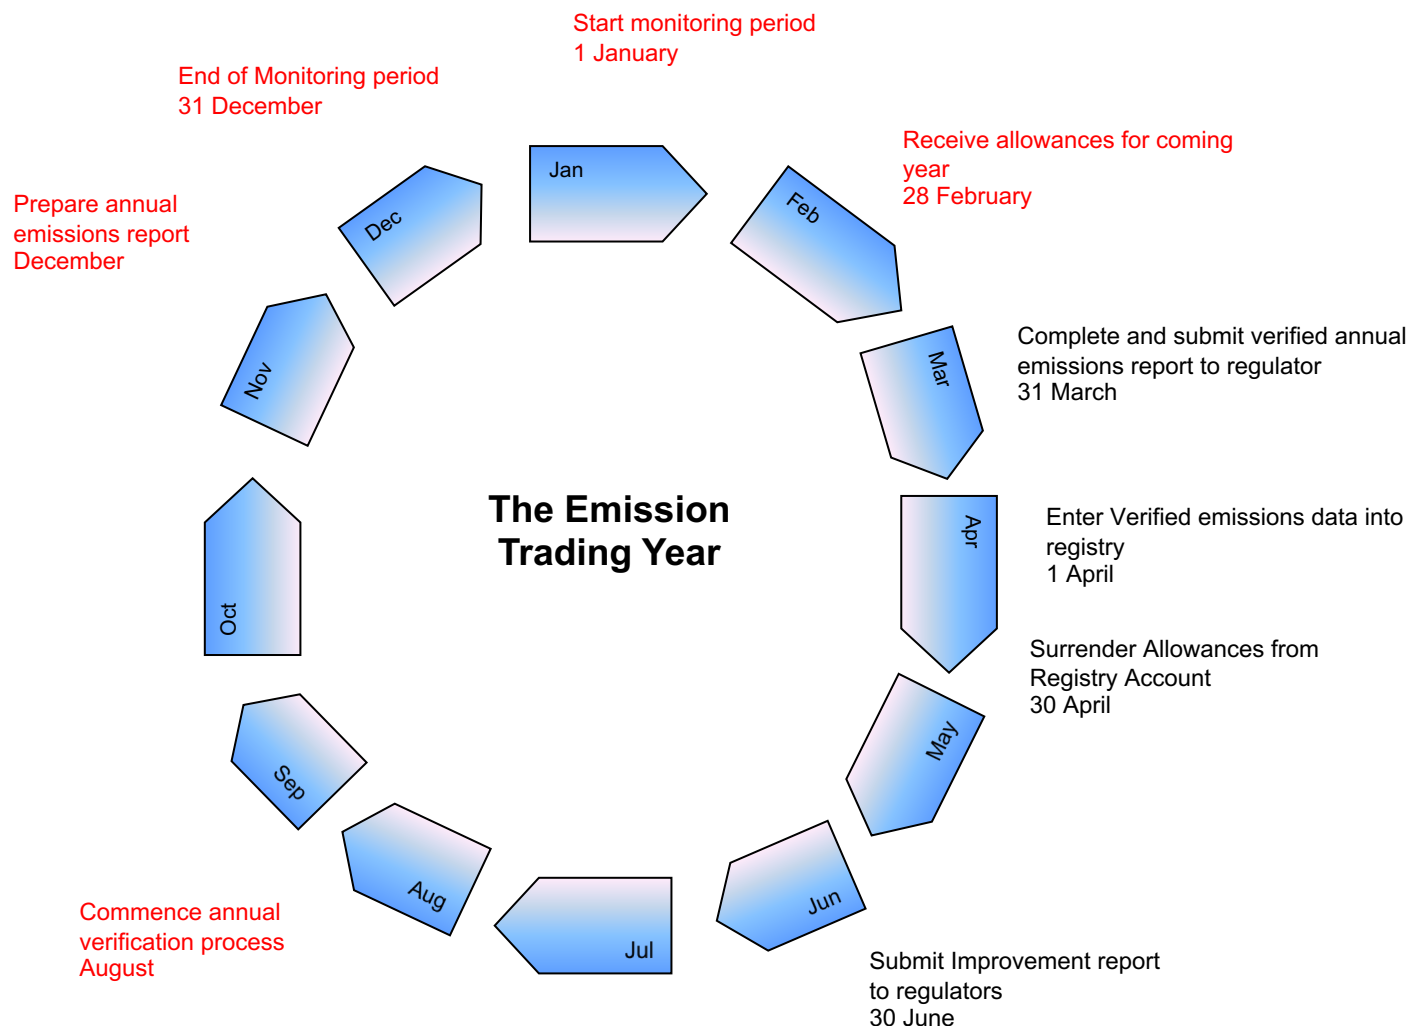 Start monitoring period
1 January
End of Monitoring period
31 December
Receive allowances for coming
year
28 February
Prepare annual
emissions report
December
Jan
Feb
Dec
Mar
Complete and submit verified annual
emissions report to regulator
31 March
Nov
The Emission
Trading Year
Apr
Enter Verified emissions data into
registry
1 April
Oct
Surrender Allowances from
Registry Account
30 April
May
Sep
Jun
Aug
Jul
Commence annual
verification process
August
Submit Improvement report
to regulators
30 June